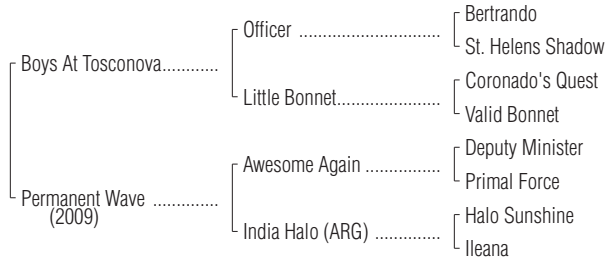 Bertrando
Officer ..............................
St. Helens Shadow
Boys At Tosconova............
Coronado's Quest
Little Bonnet......................
Valid Bonnet
Deputy Minister
Awesome Again ................
Primal Force
Permanent Wave ..............
(2009)
Halo Sunshine
India Halo (ARG) ..............
Ileana